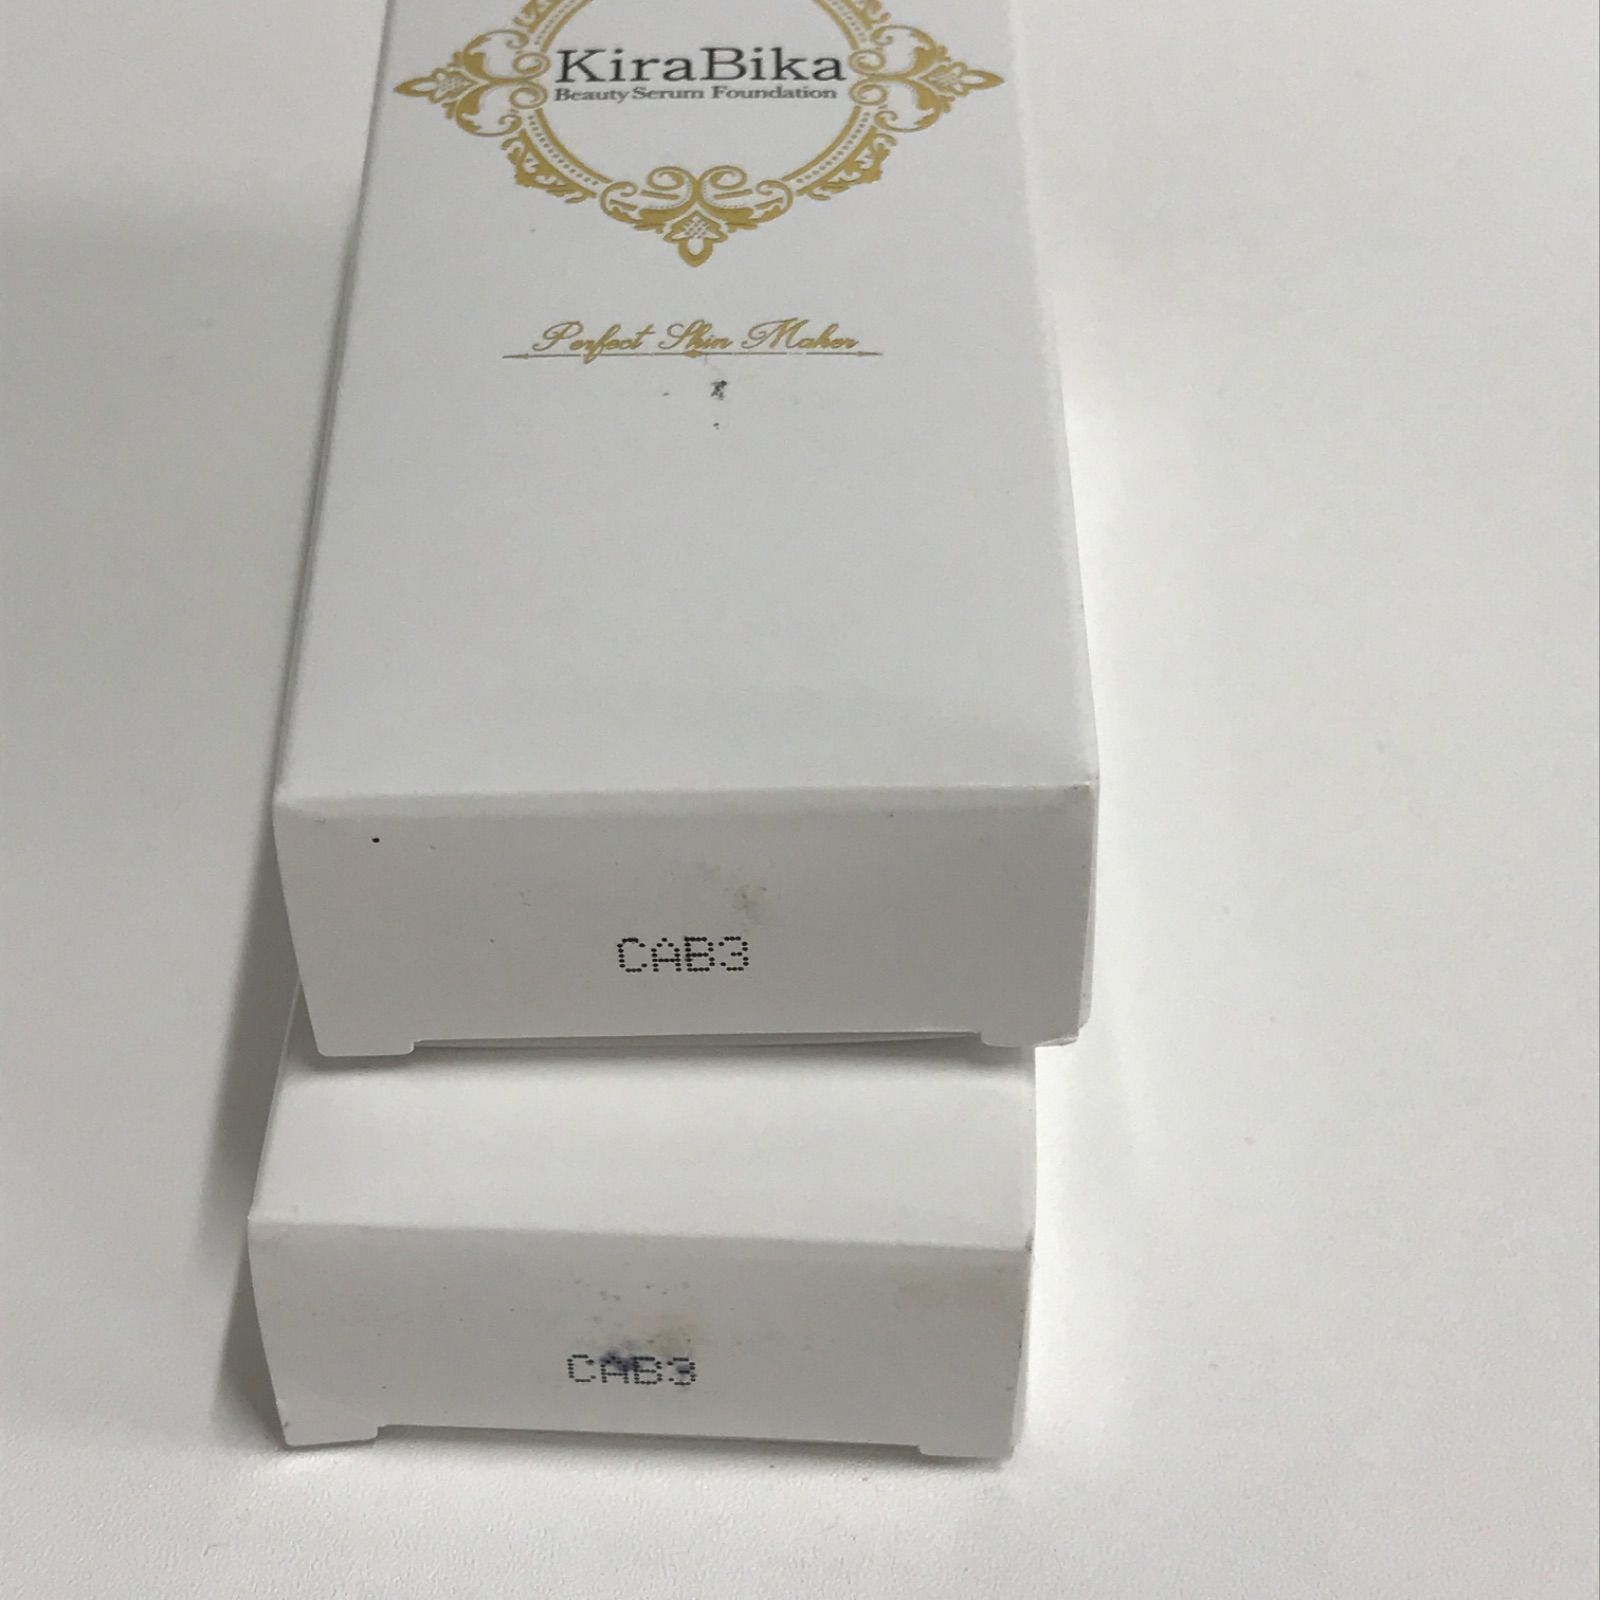 KiraBika
Beauty Serum Foundation
Perfect Skin Maker
CAB3
CAB3